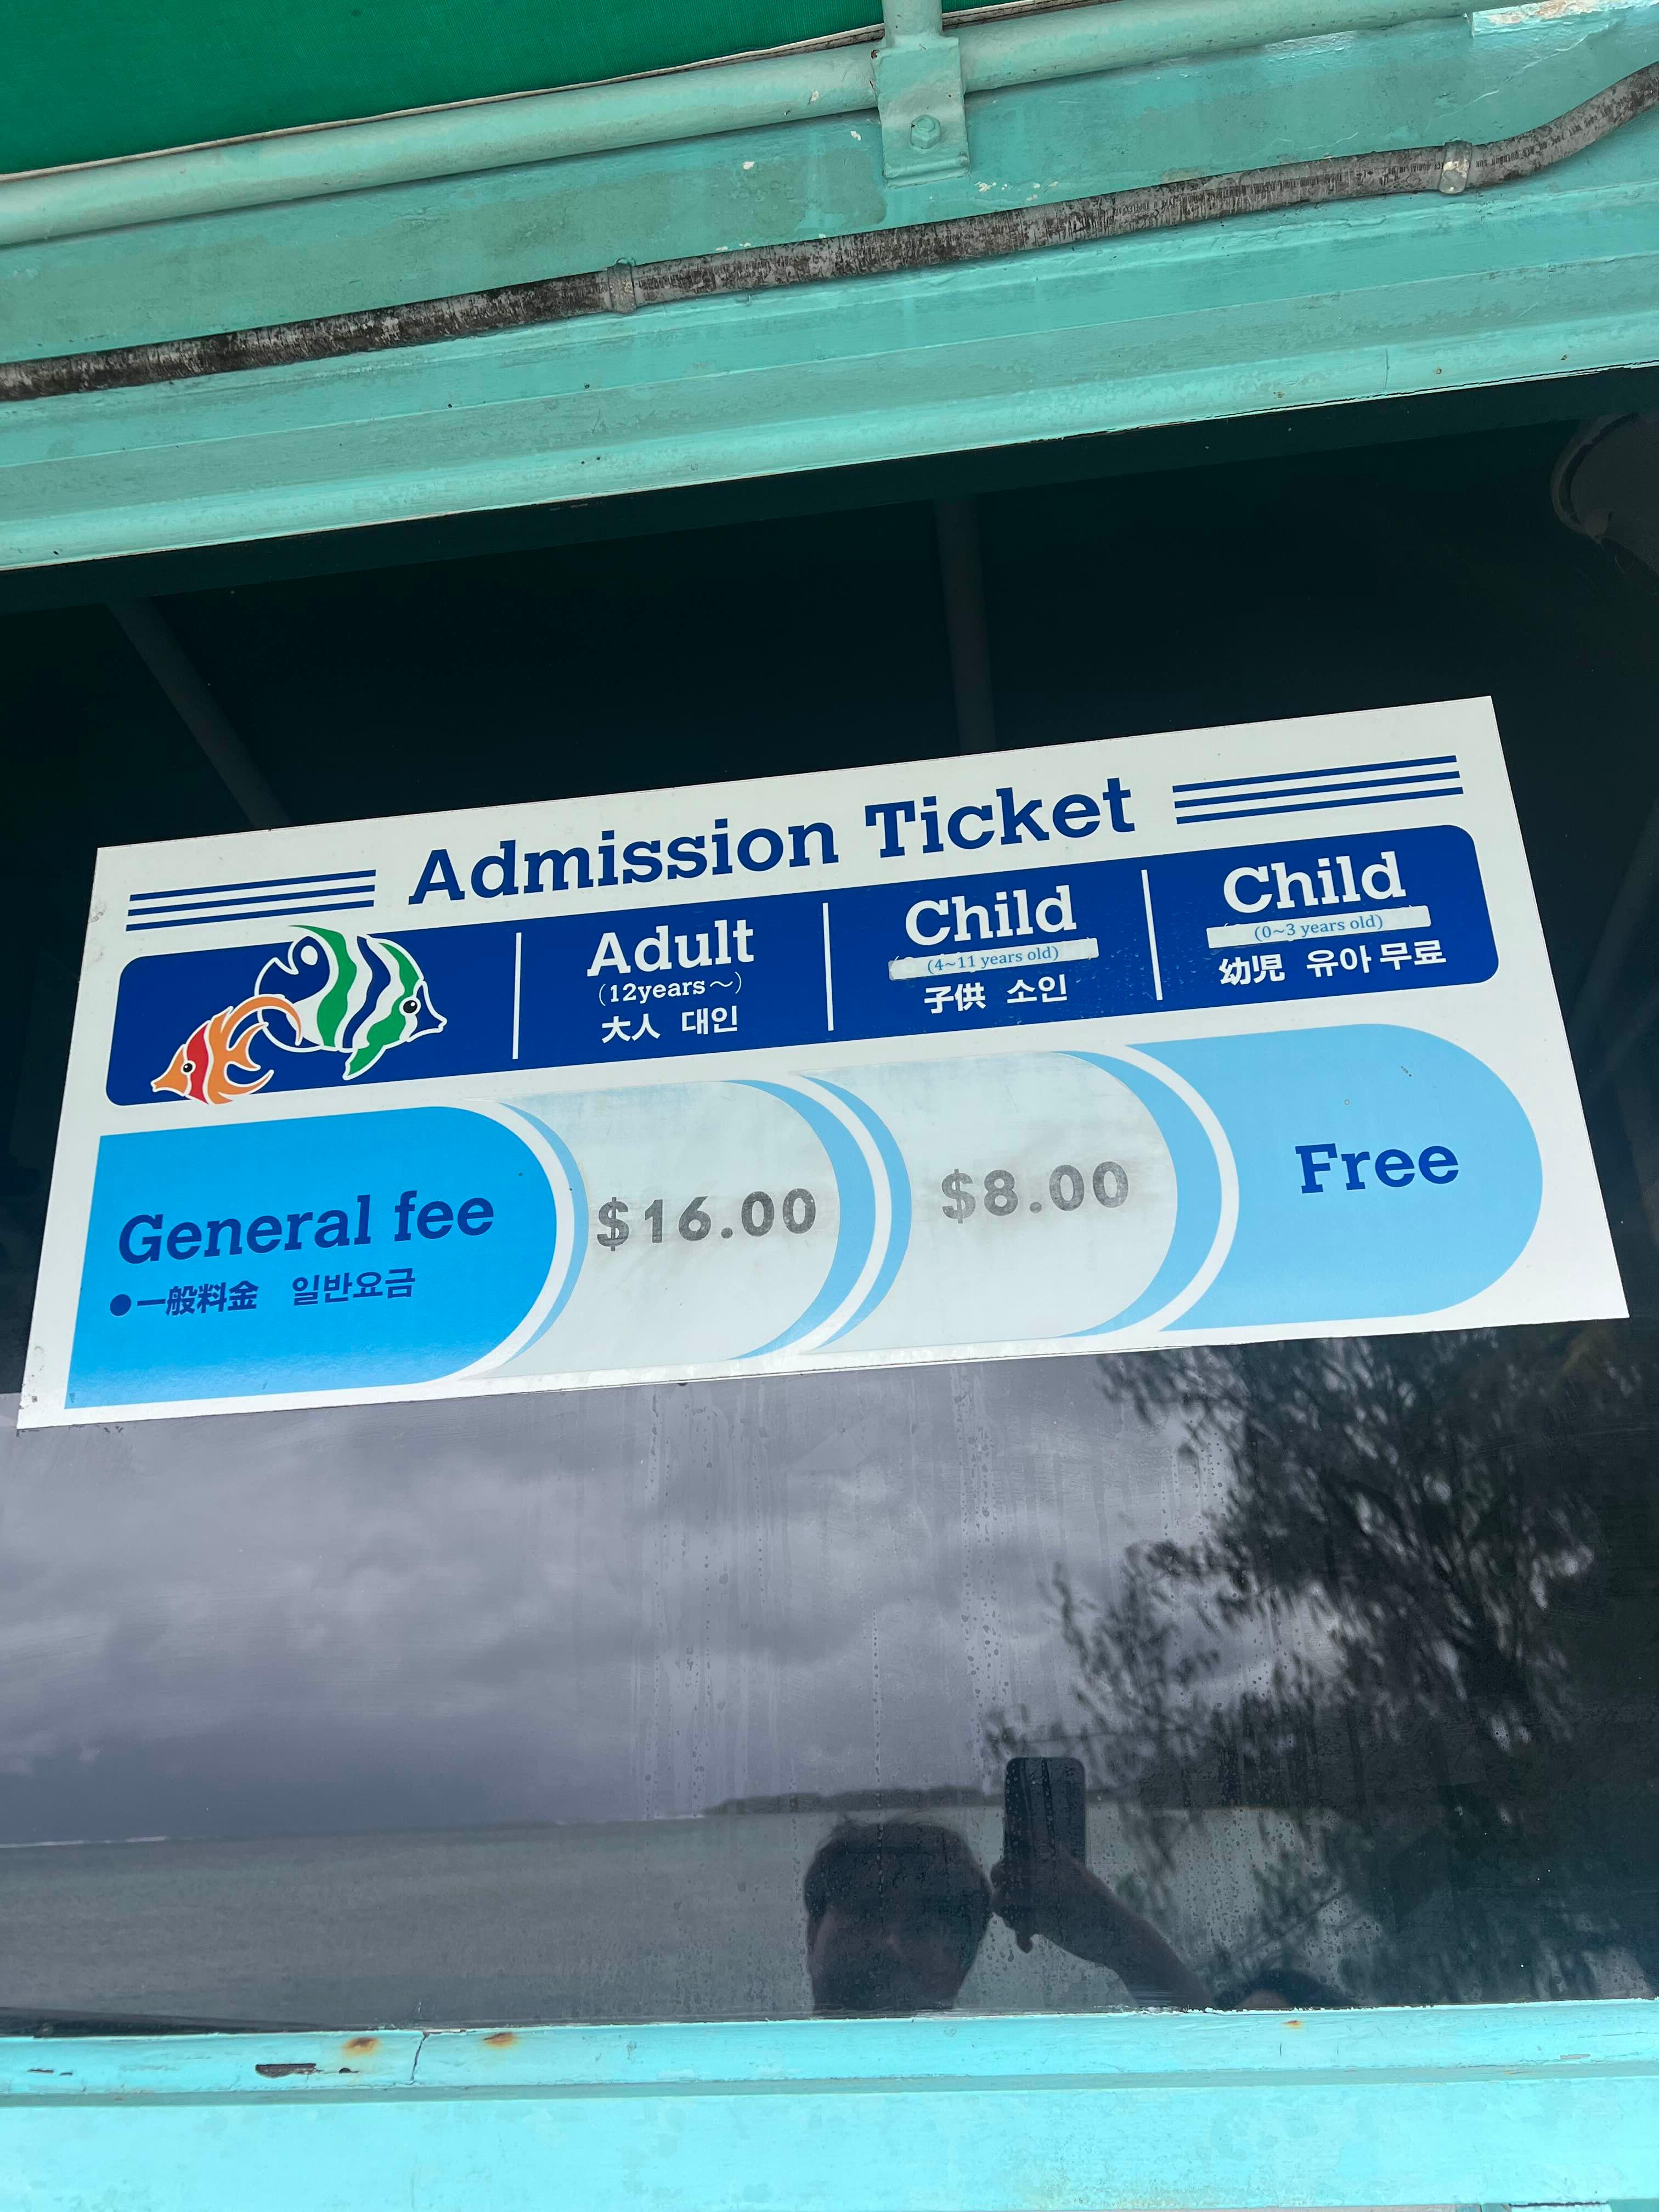 Admission Ticket
Adult
(12years～)
大人 대인
Child
(4~11 years old)
子供 소인
Child
(0~3 years old)
幼児 유아 무료
General fee
●一般料金 일반요금
$16.00
$8.00
Free